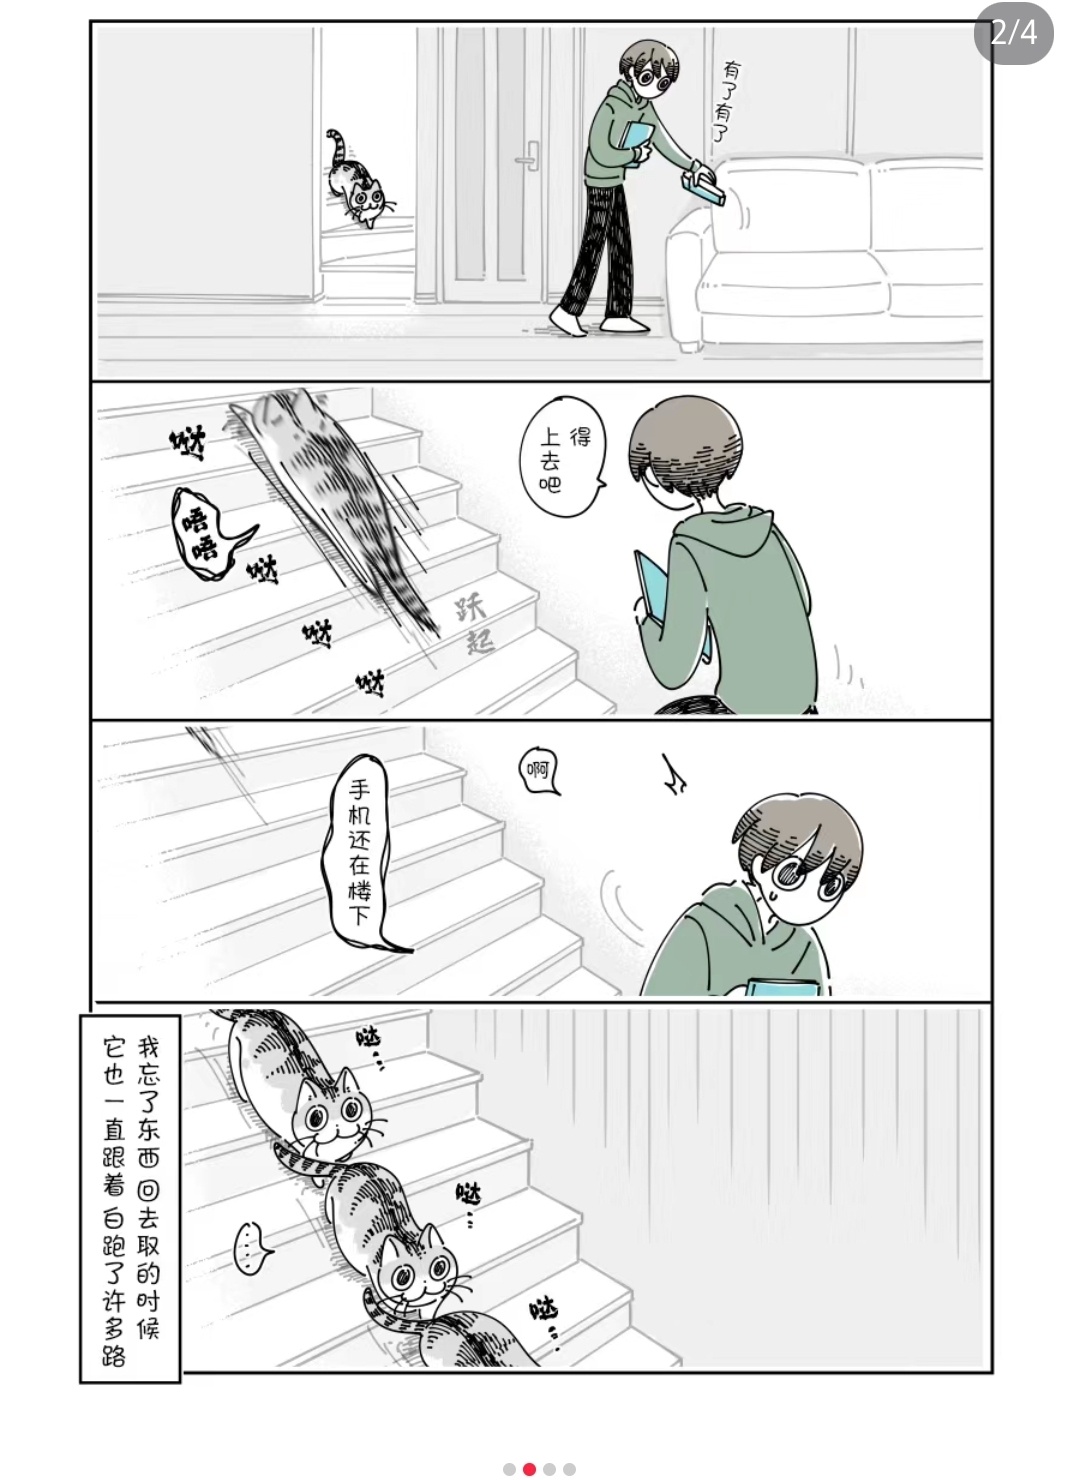 2/4
有了有了
得
上去吧
跃起
哒
哒
哒
哒
唔唔
啊
手机还在楼下
我忘了东西回去取的时候
它也一直跟着白跑了许多路
哒…
哒…
哒…
……